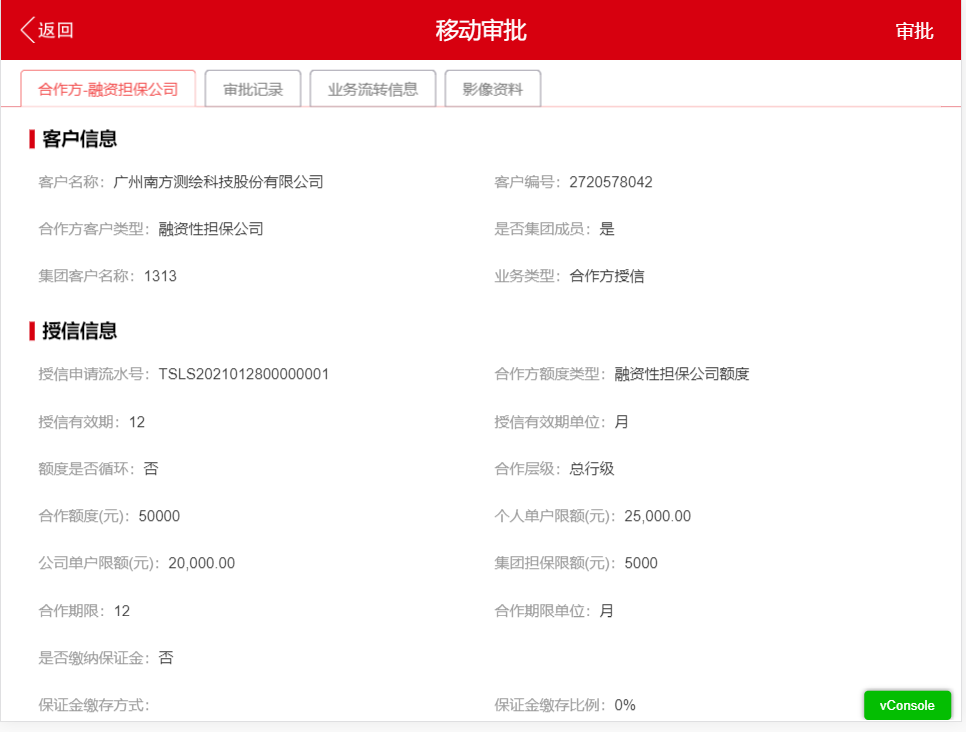 返回 移动审批 审批
合作方-融资担保公司 审批记录 业务流转信息 影像资料
客户信息
客户名称：广州南方测绘科技股份有限公司 客户编号：2720578042
合作方客户类型：融资性担保公司 是否集团成员：是
集团客户名称：1313 业务类型：合作方授信
授信信息
授信申请流水号：TSLS2021012800000001 合作方额度类型：融资性担保公司额度
授信有效期：12 授信有效期单位：月
额度是否循环：否 合作层级：总行级
合作额度(元)：50000 个人单户限额(元)：25,000.00
公司单户限额(元)：20,000.00 集团担保限额(元)：5000
合作期限：12 合作期限单位：月
是否缴纳保证金：否
保证金缴存方式： 保证金缴存比例：0% vConsole